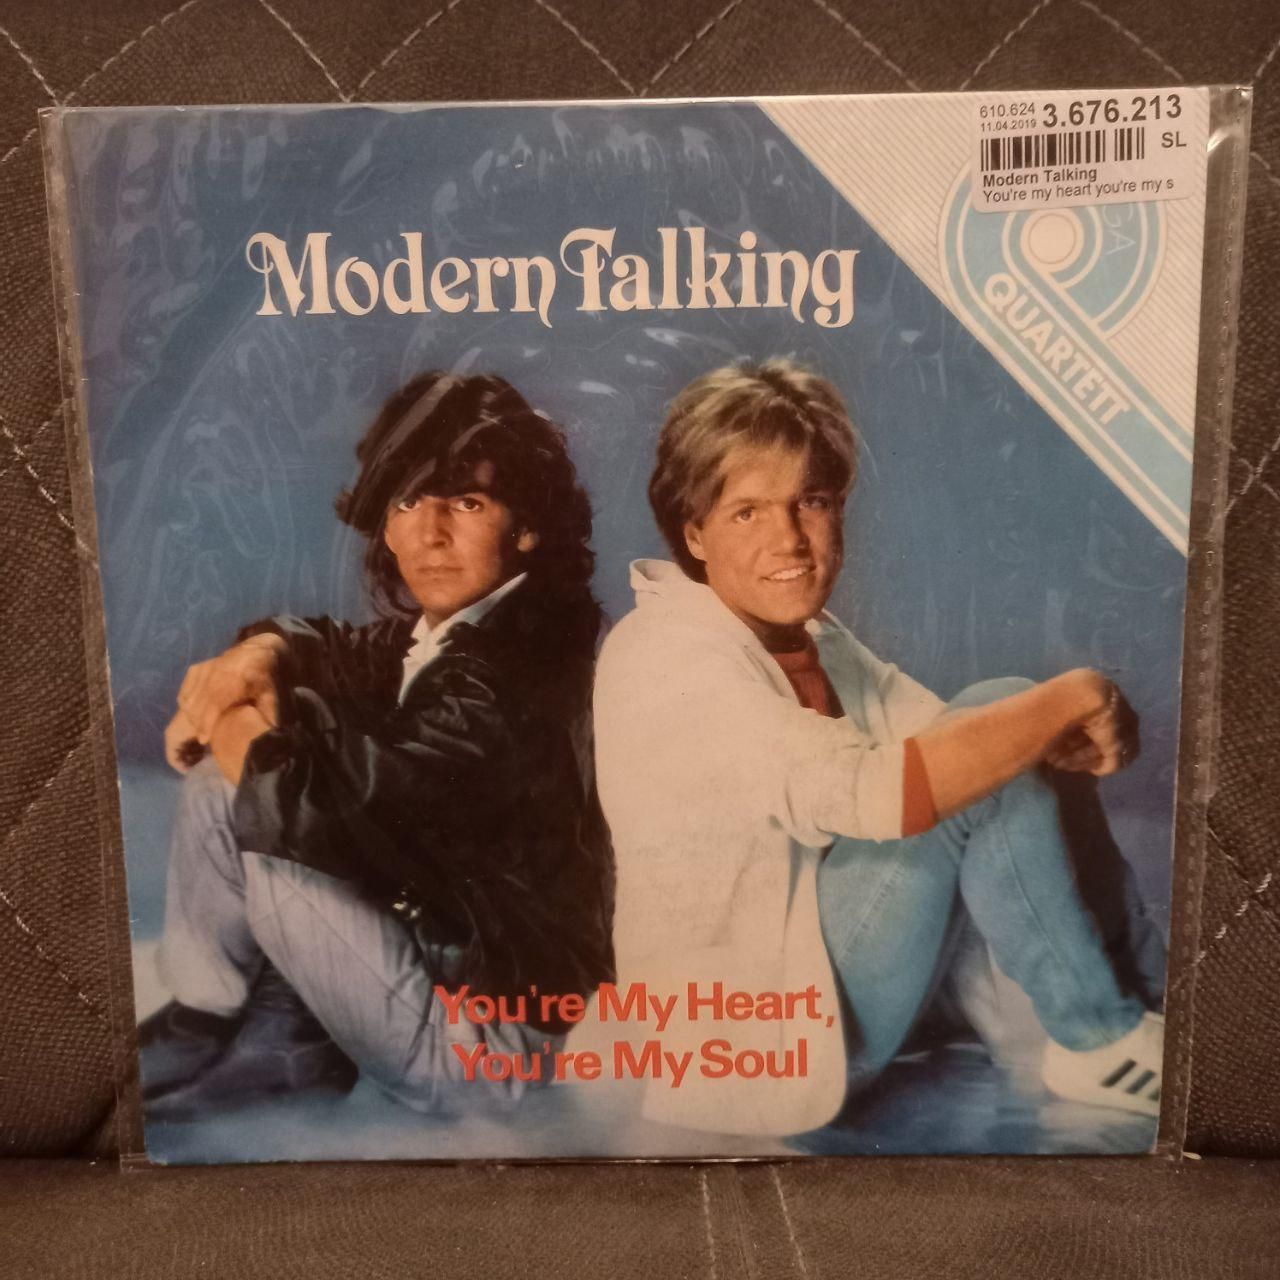 610.624 3.676.213
11.04.2019
SL
Modern Talking
You're my heart you're my s
GA
QUARTETT
Modern Talking
You're My Heart,
You're My Soul